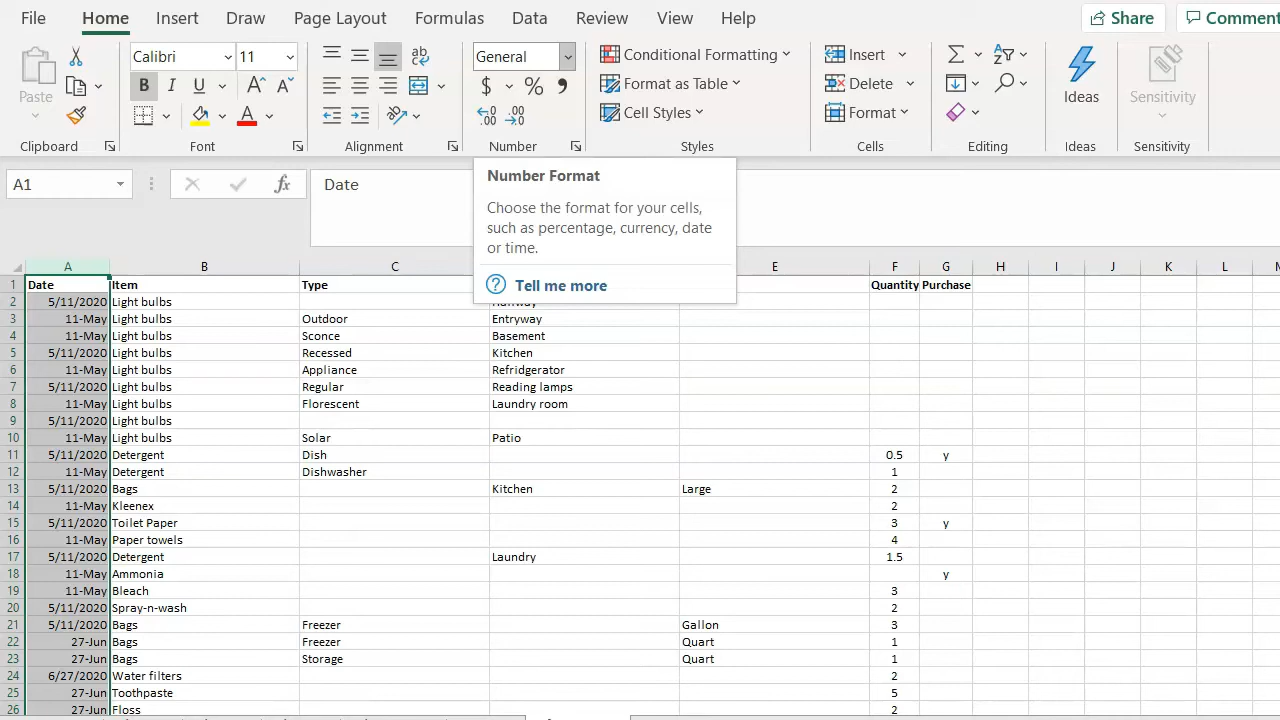 File Home Insert Draw Page Layout Formulas Data Review View Help Share Comment
Calibri 11 General Conditional Formatting Insert
Paste B I U $ % Format as Table Delete Ideas Sensitivity
Cell Styles Format
Clipboard Font Alignment Number Styles Cells Editing Ideas Sensitivity
A1 fx Date
Number Format
Choose the format for your cells,
such as percentage, currency, date
or time.
Tell me more
A B C E F G H I J K L M
1 Date Item Type Quantity Purchase
2 5/11/2020 Light bulbs
3 11-May Light bulbs Outdoor Entryway
4 11-May Light bulbs Sconce Basement
5 5/11/2020 Light bulbs Recessed Kitchen
6 11-May Light bulbs Appliance Refridgerator
7 5/11/2020 Light bulbs Regular Reading lamps
8 11-May Light bulbs Florescent Laundry room
9 5/11/2020 Light bulbs
10 11-May Light bulbs Solar Patio
11 5/11/2020 Detergent Dish 0.5 y
12 11-May Detergent Dishwasher 1
13 5/11/2020 Bags Kitchen Large 2
14 11-May Kleenex 2
15 5/11/2020 Toilet Paper 3 y
16 11-May Paper towels 4
17 5/11/2020 Detergent Laundry 1.5
18 11-May Ammonia y
19 11-May Bleach 3
20 5/11/2020 Spray-n-wash 2
21 5/11/2020 Bags Freezer Gallon 3
22 27-Jun Bags Freezer Quart 1
23 27-Jun Bags Storage Quart 1
24 6/27/2020 Water filters 2
25 27-Jun Toothpaste 5
26 27-Jun Floss 2